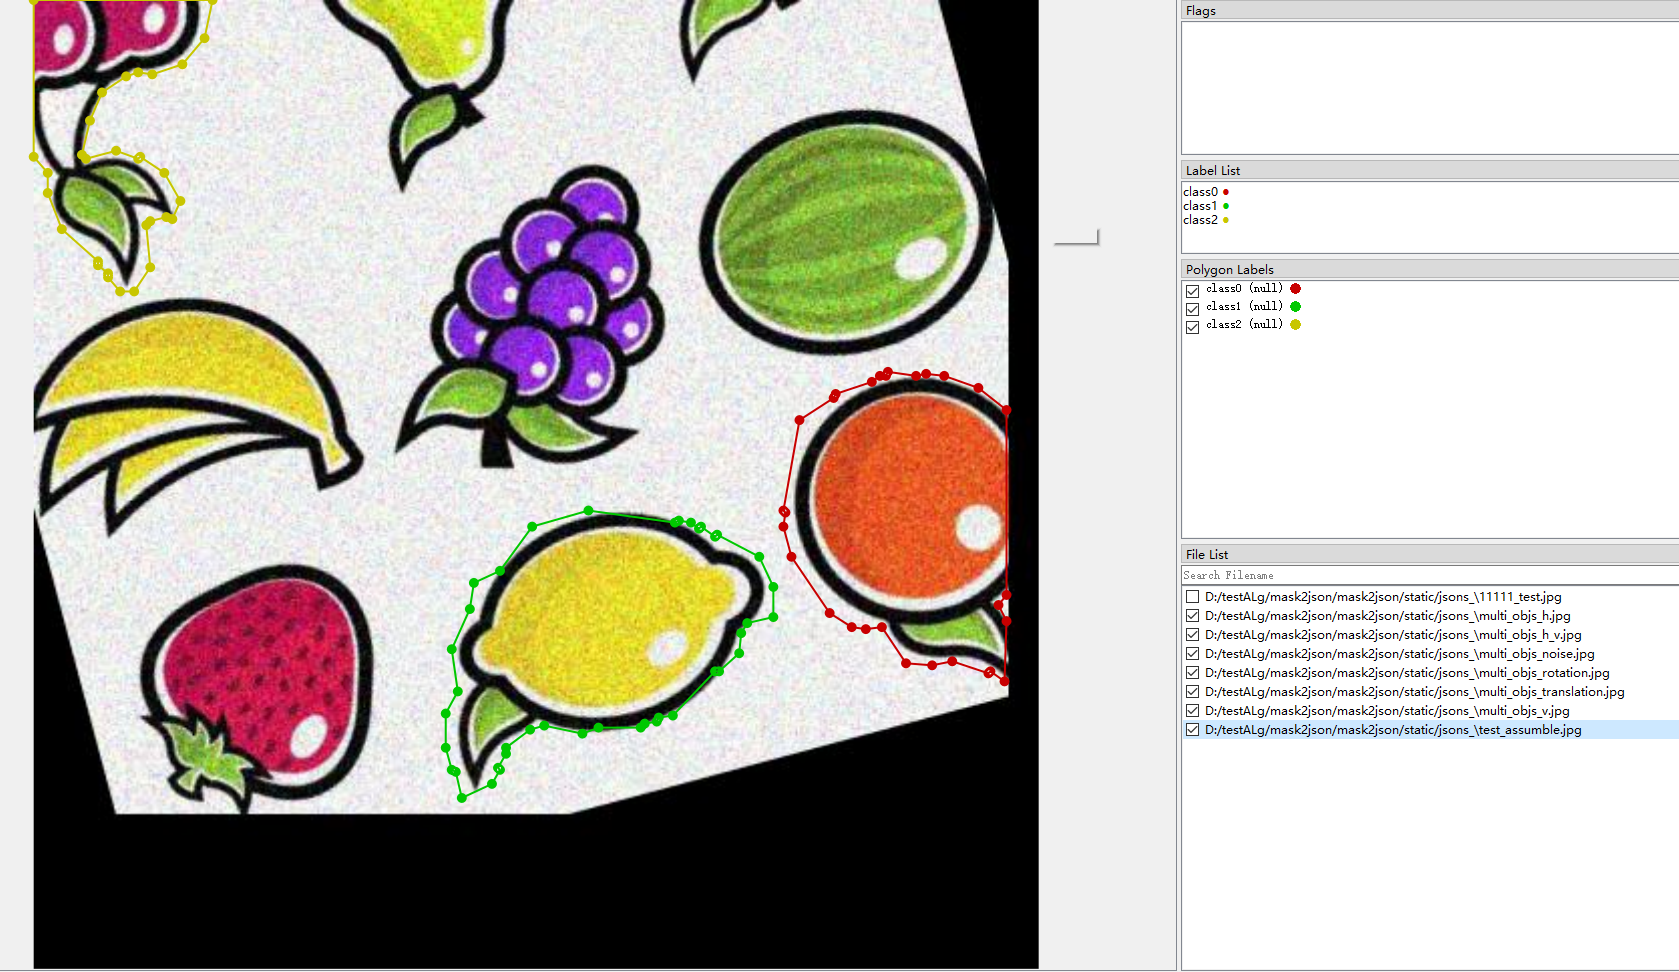 Flags
Label List
class0
class1
class2
Polygon Labels
class0 (null)
class1 (null)
class2 (null)
File List
Search Filename
D:/testALg/mask2json/mask2json/static/jsons_\11111_test.jpg
D:/testALg/mask2json/mask2json/static/jsons_\multi_objs_h.jpg
D:/testALg/mask2json/mask2json/static/jsons_\multi_objs_h_v.jpg
D:/testALg/mask2json/mask2json/static/jsons_\multi_objs_noise.jpg
D:/testALg/mask2json/mask2json/static/jsons_\multi_objs_rotation.jpg
D:/testALg/mask2json/mask2json/static/jsons_\multi_objs_translation.jpg
D:/testALg/mask2json/mask2json/static/jsons_\multi_objs_v.jpg
D:/testALg/mask2json/mask2json/static/jsons_\test_assumble.jpg